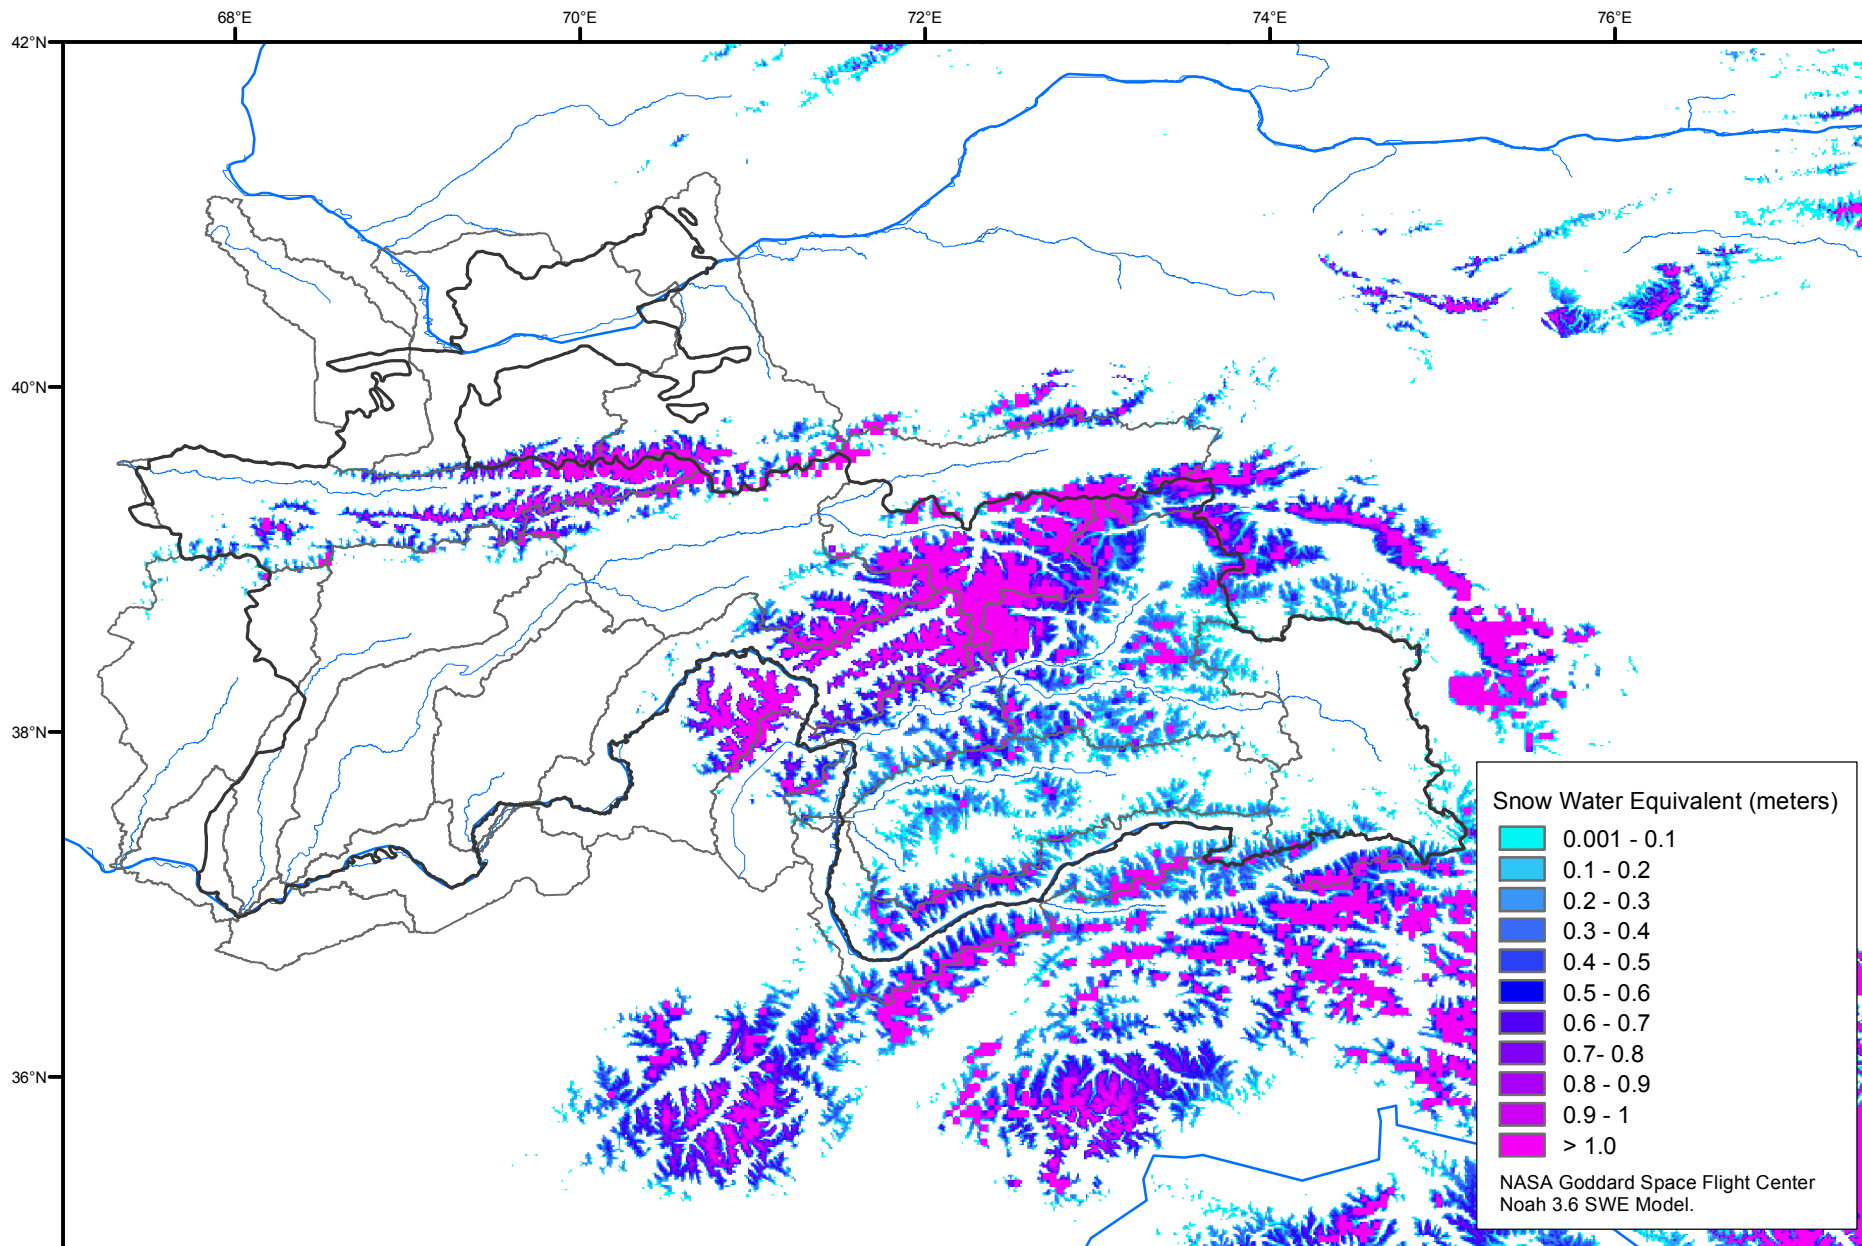 68°E
70°E
72°E
74°E
76°E
42°N
40°N
38°N
36°N
Snow Water Equivalent (meters)
0.001 - 0.1
0.1 - 0.2
0.2 - 0.3
0.3 - 0.4
0.4 - 0.5
0.5 - 0.6
0.6 - 0.7
0.7- 0.8
0.8 - 0.9
0.9 - 1
> 1.0
NASA Goddard Space Flight Center
Noah 3.6 SWE Model.